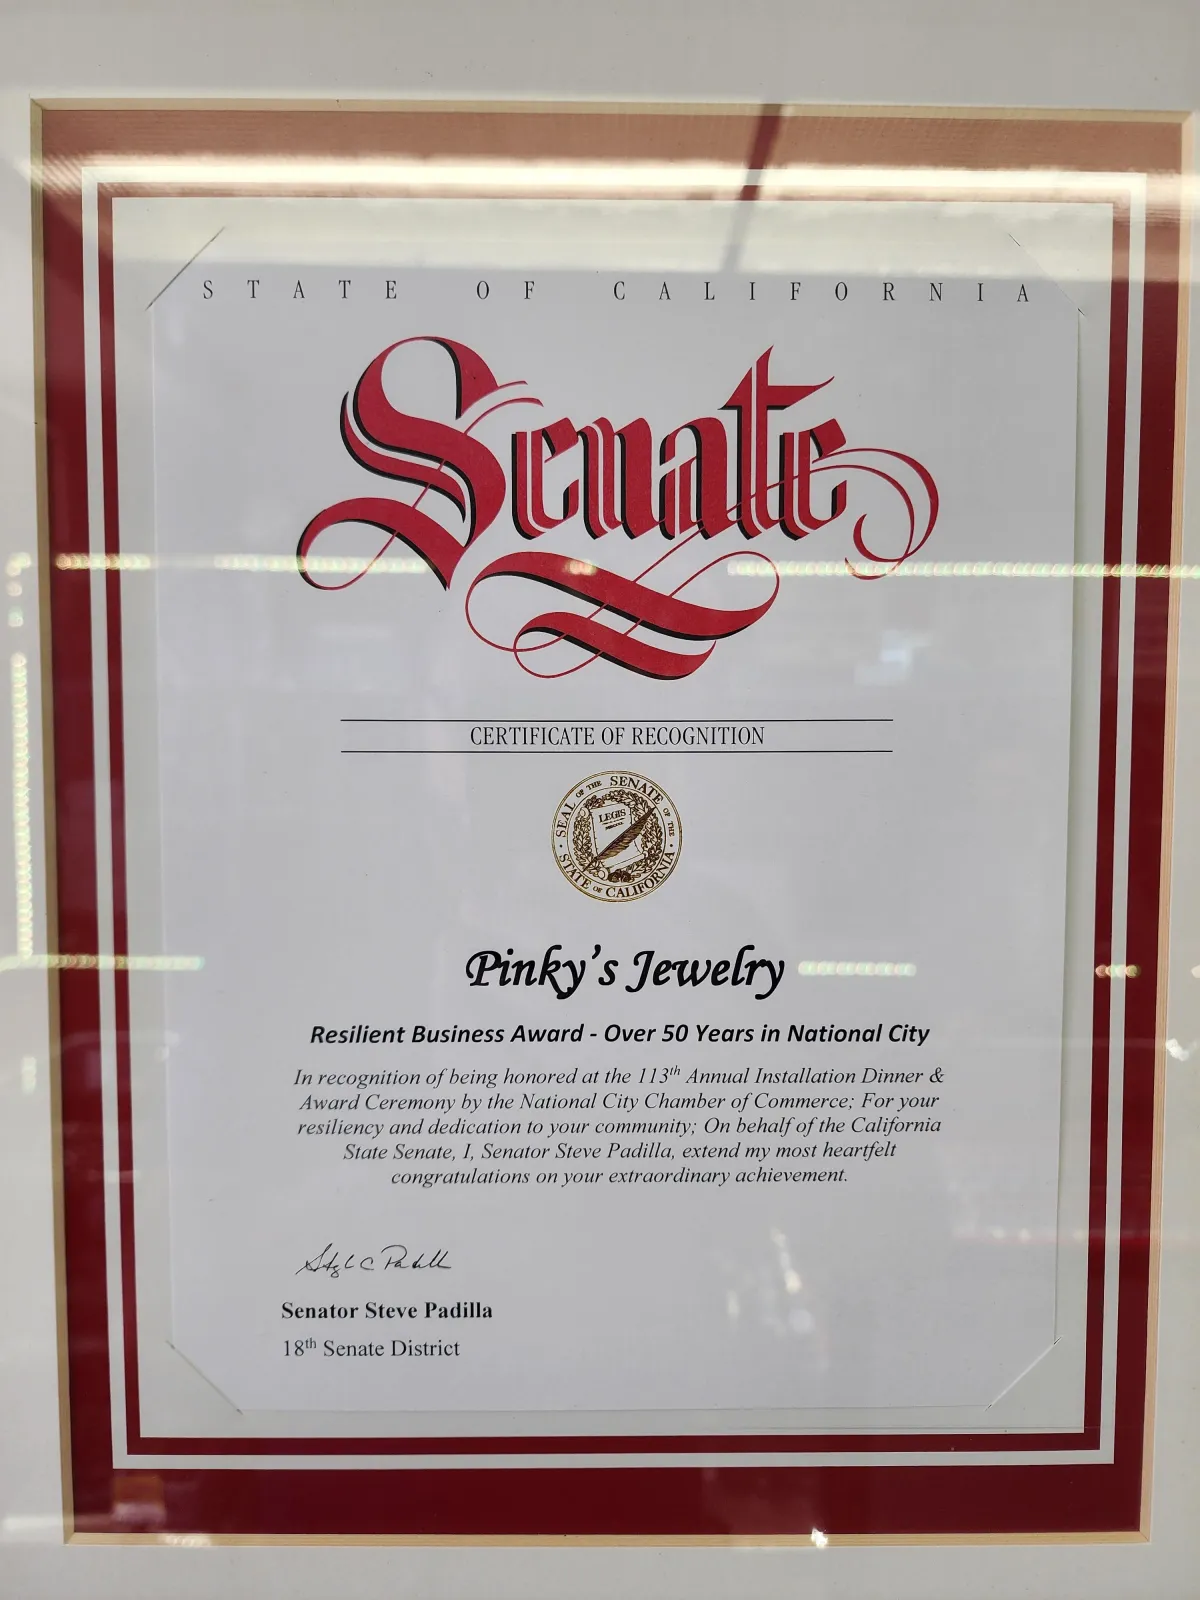 STATE OF CALIFORNIA
Senate
CERTIFICATE OF RECOGNITION
SEAL OF THE SENATE OF THE
LEGIS
STATE OF CALIFORNIA
Pinky's Jewelry
Resilient Business Award - Over 50 Years in National City
In recognition of being honored at the 113th Annual Installation Dinner &
Award Ceremony by the National City Chamber of Commerce; For your
resiliency and dedication to your community; On behalf of the California
State Senate, I, Senator Steve Padilla, extend my most heartfelt
congratulations on your extraordinary achievement.
Senator Steve Padilla
18th Senate District